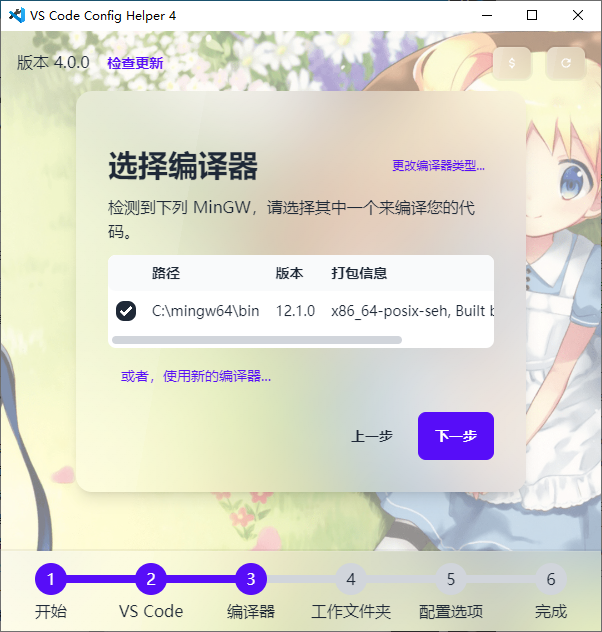 VS Code Config Helper 4
版本 4.0.0 检查更新
$
选择编译器
更改编译器类型...
检测到下列 MinGW，请选择其中一个来编译您的代
码。
路径 版本 打包信息
C:\mingw64\bin 12.1.0 x86_64-posix-seh, Built b
或者，使用新的编译器...
上一步 下一步
1 2 3 4 5 6
开始 VS Code 编译器 工作文件夹 配置选项 完成